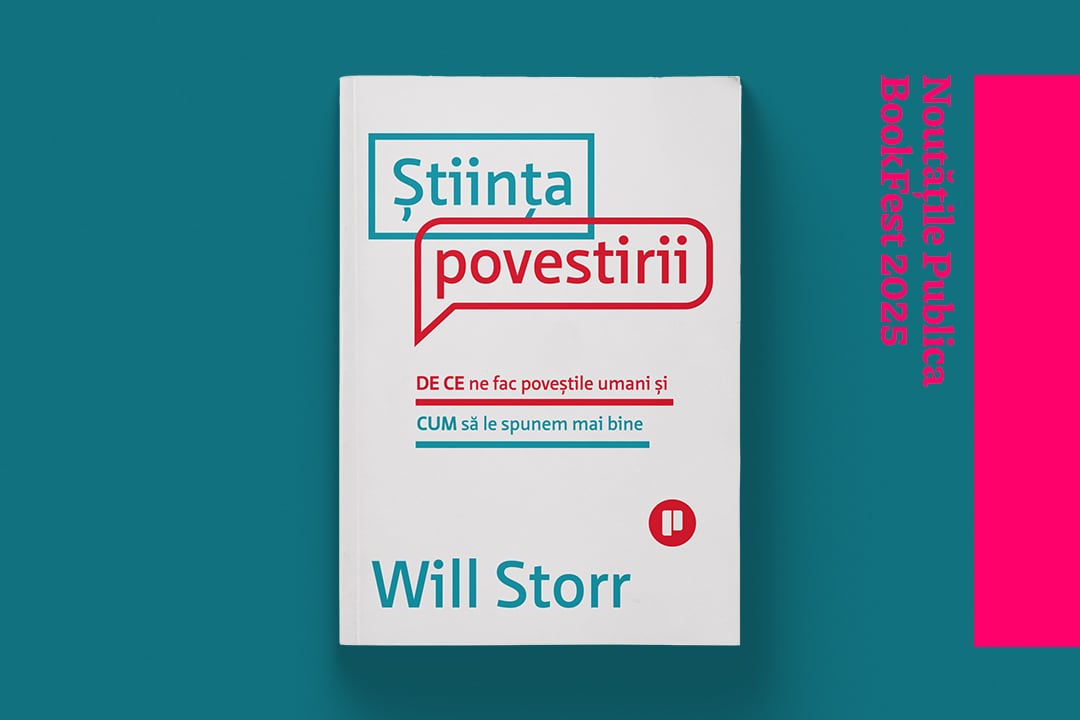 Știința
povestirii
DE CE ne fac poveștile umani și
CUM să le spunem mai bine
Will Storr
Noutățile Publica
BookFest 2025